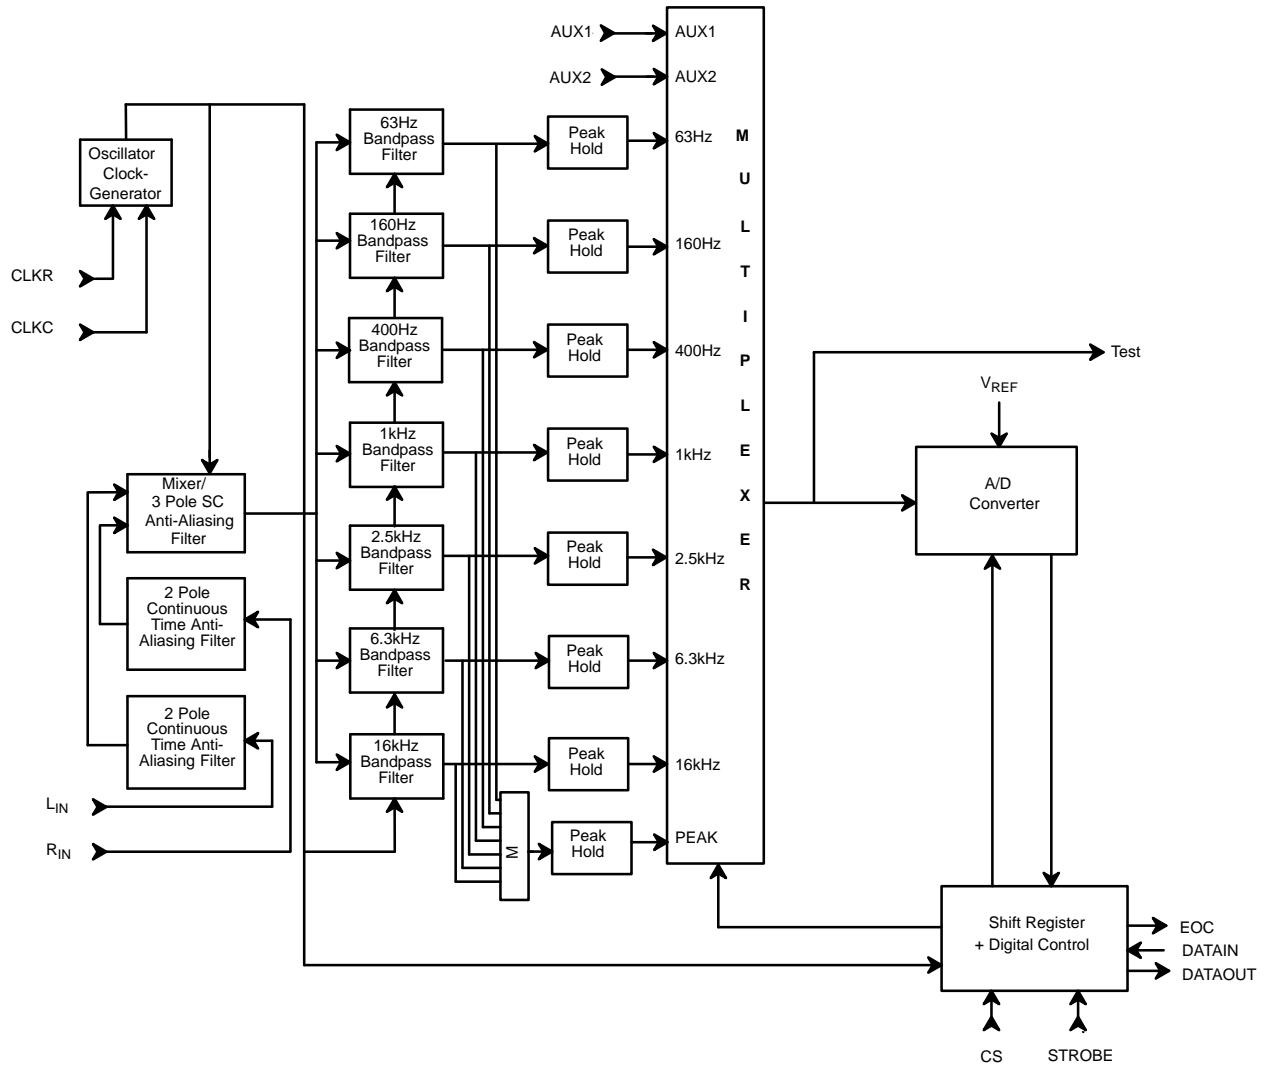 AUX1
AUX1
AUX2
AUX2
63Hz
Bandpass
Filter
Peak
Hold
63Hz
M
U
L
T
I
P
L
E
X
E
R
Oscillator
Clock-
Generator
160Hz
Bandpass
Filter
Peak
Hold
160Hz
CLKR
CLKC
400Hz
Bandpass
Filter
Peak
Hold
400Hz
Test
VREF
1kHz
Bandpass
Filter
Peak
Hold
1kHz
Mixer/
3 Pole SC
Anti-Aliasing
Filter
A/D
Converter
2.5kHz
Bandpass
Filter
Peak
Hold
2.5kHz
2 Pole
Continuous
Time Anti-
Aliasing Filter
6.3kHz
Bandpass
Filter
Peak
Hold
6.3kHz
2 Pole
Continuous
Time Anti-
Aliasing Filter
16kHz
Bandpass
Filter
Peak
Hold
16kHz
LIN
RIN
M
Peak
Hold
PEAK
Shift Register
+ Digital Control
EOC
DATAIN
DATAOUT
CS
STROBE